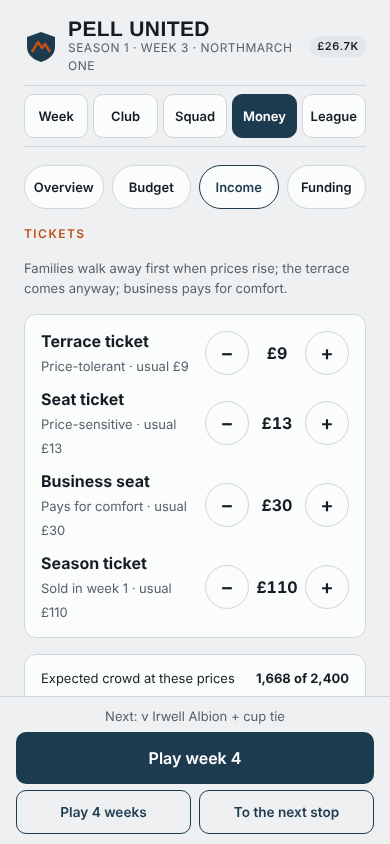 PELL UNITED
SEASON 1 · WEEK 3 · NORTHMARCH
ONE
£26.7K
Week
Club
Squad
Money
League
Overview
Budget
Income
Funding
TICKETS
Families walk away first when prices rise; the terrace
comes anyway; business pays for comfort.
Terrace ticket
Price-tolerant · usual £9
− £9 +
Seat ticket
Price-sensitive · usual
£13
− £13 +
Business seat
Pays for comfort · usual
£30
− £30 +
Season ticket
Sold in week 1 · usual
£110
− £110 +
Expected crowd at these prices 1,668 of 2,400
Next: v Irwell Albion + cup tie
Play week 4
Play 4 weeks
To the next stop